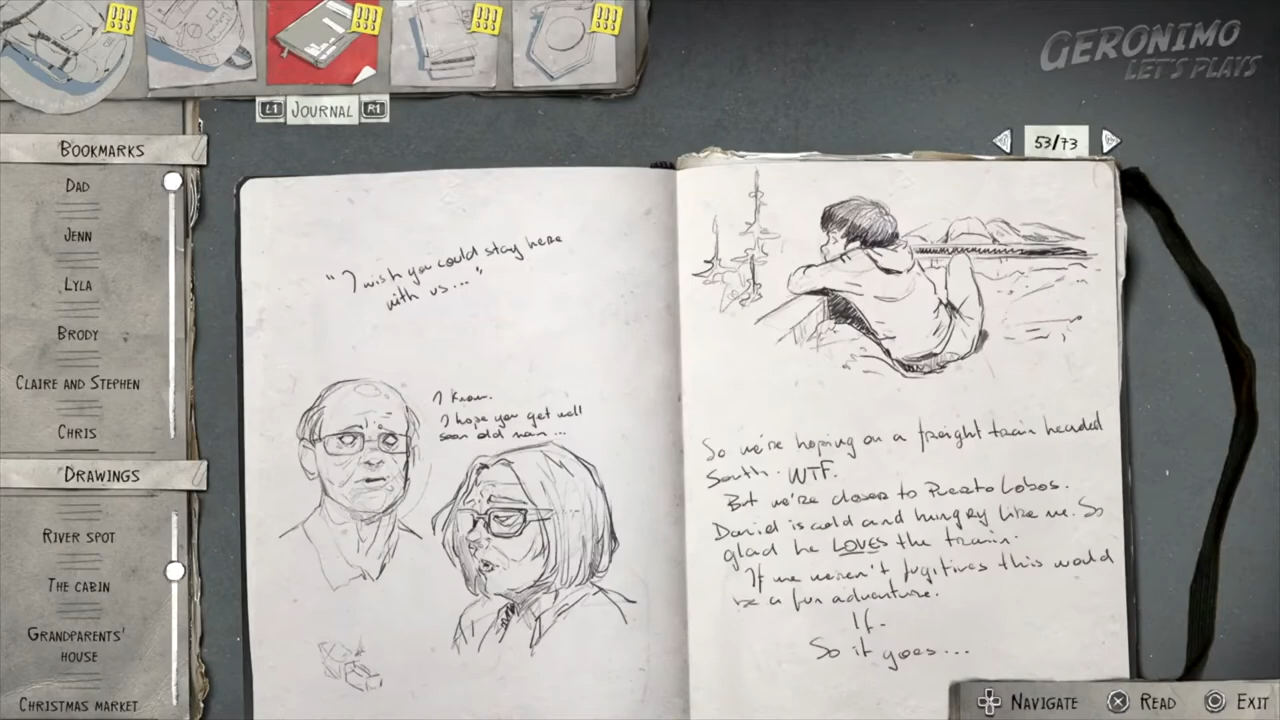 GERONIMO
LET'S PLAYS
L1 JOURNAL R1
53/73
BOOKMARKS
DAD
JENN
LYLA
BRODY
CLAIRE AND STEPHEN
CHRIS
DRAWINGS
RIVER SPOT
THE CABIN
GRANDPARENTS'
HOUSE
CHRISTMAS MARKET
"I wish you could stay here
with us..."
I know.
I hope you get well
soon old man...
So we're hoping on a freight train headed
South. WTF.
But we're closer to Puerto Lobos.
Daniel is cold and hungry like me. So
glad he LOVES the train.
If we weren't fugitives this would
be a fun adventure.
If.
So it goes...
NAVIGATE READ EXIT